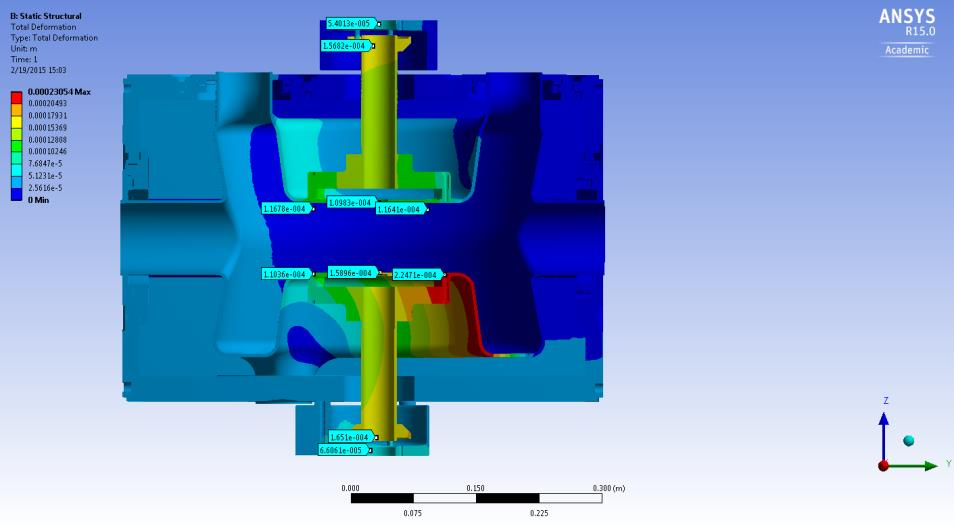 B: Static Structural
Total Deformation
Type: Total Deformation
Unit: m
Time: 1
2/19/2015 15:03
0.00023054 Max
0.00020493
0.00017931
0.00015369
0.00012808
0.00010246
7.6847e-5
5.1231e-5
2.5616e-5
0 Min
ANSYS
R15.0
Academic
5.4013e-005
1.5682e-004
1.1678e-004
1.0983e-004
1.1641e-004
1.1036e-004
1.5896e-004
2.2471e-004
1.651e-004
6.6061e-005
Z
Y
0.000
0.150
0.300 (m)
0.075
0.225